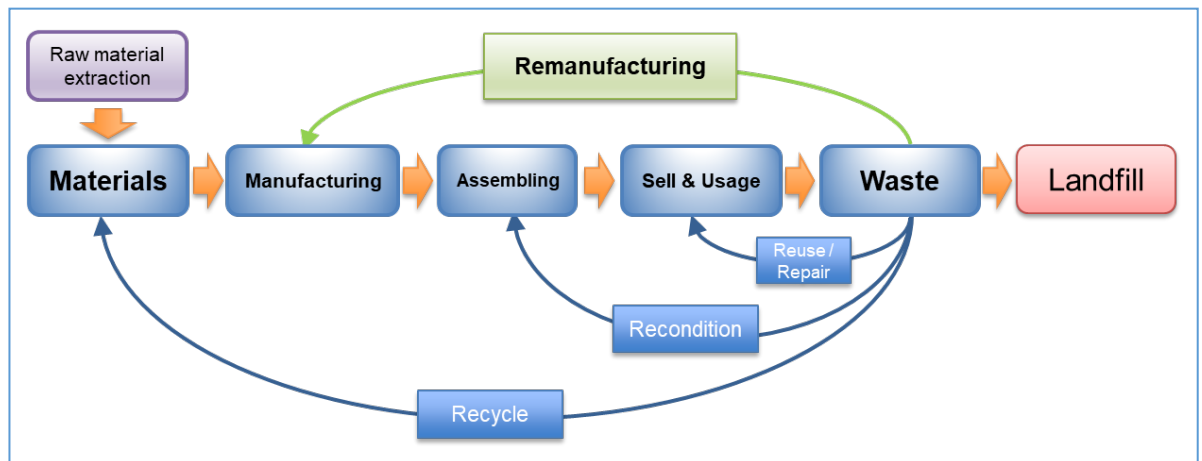 Raw material
extraction
Remanufacturing
Materials
Manufacturing
Assembling
Sell & Usage
Waste
Landfill
Reuse /
Repair
Recondition
Recycle